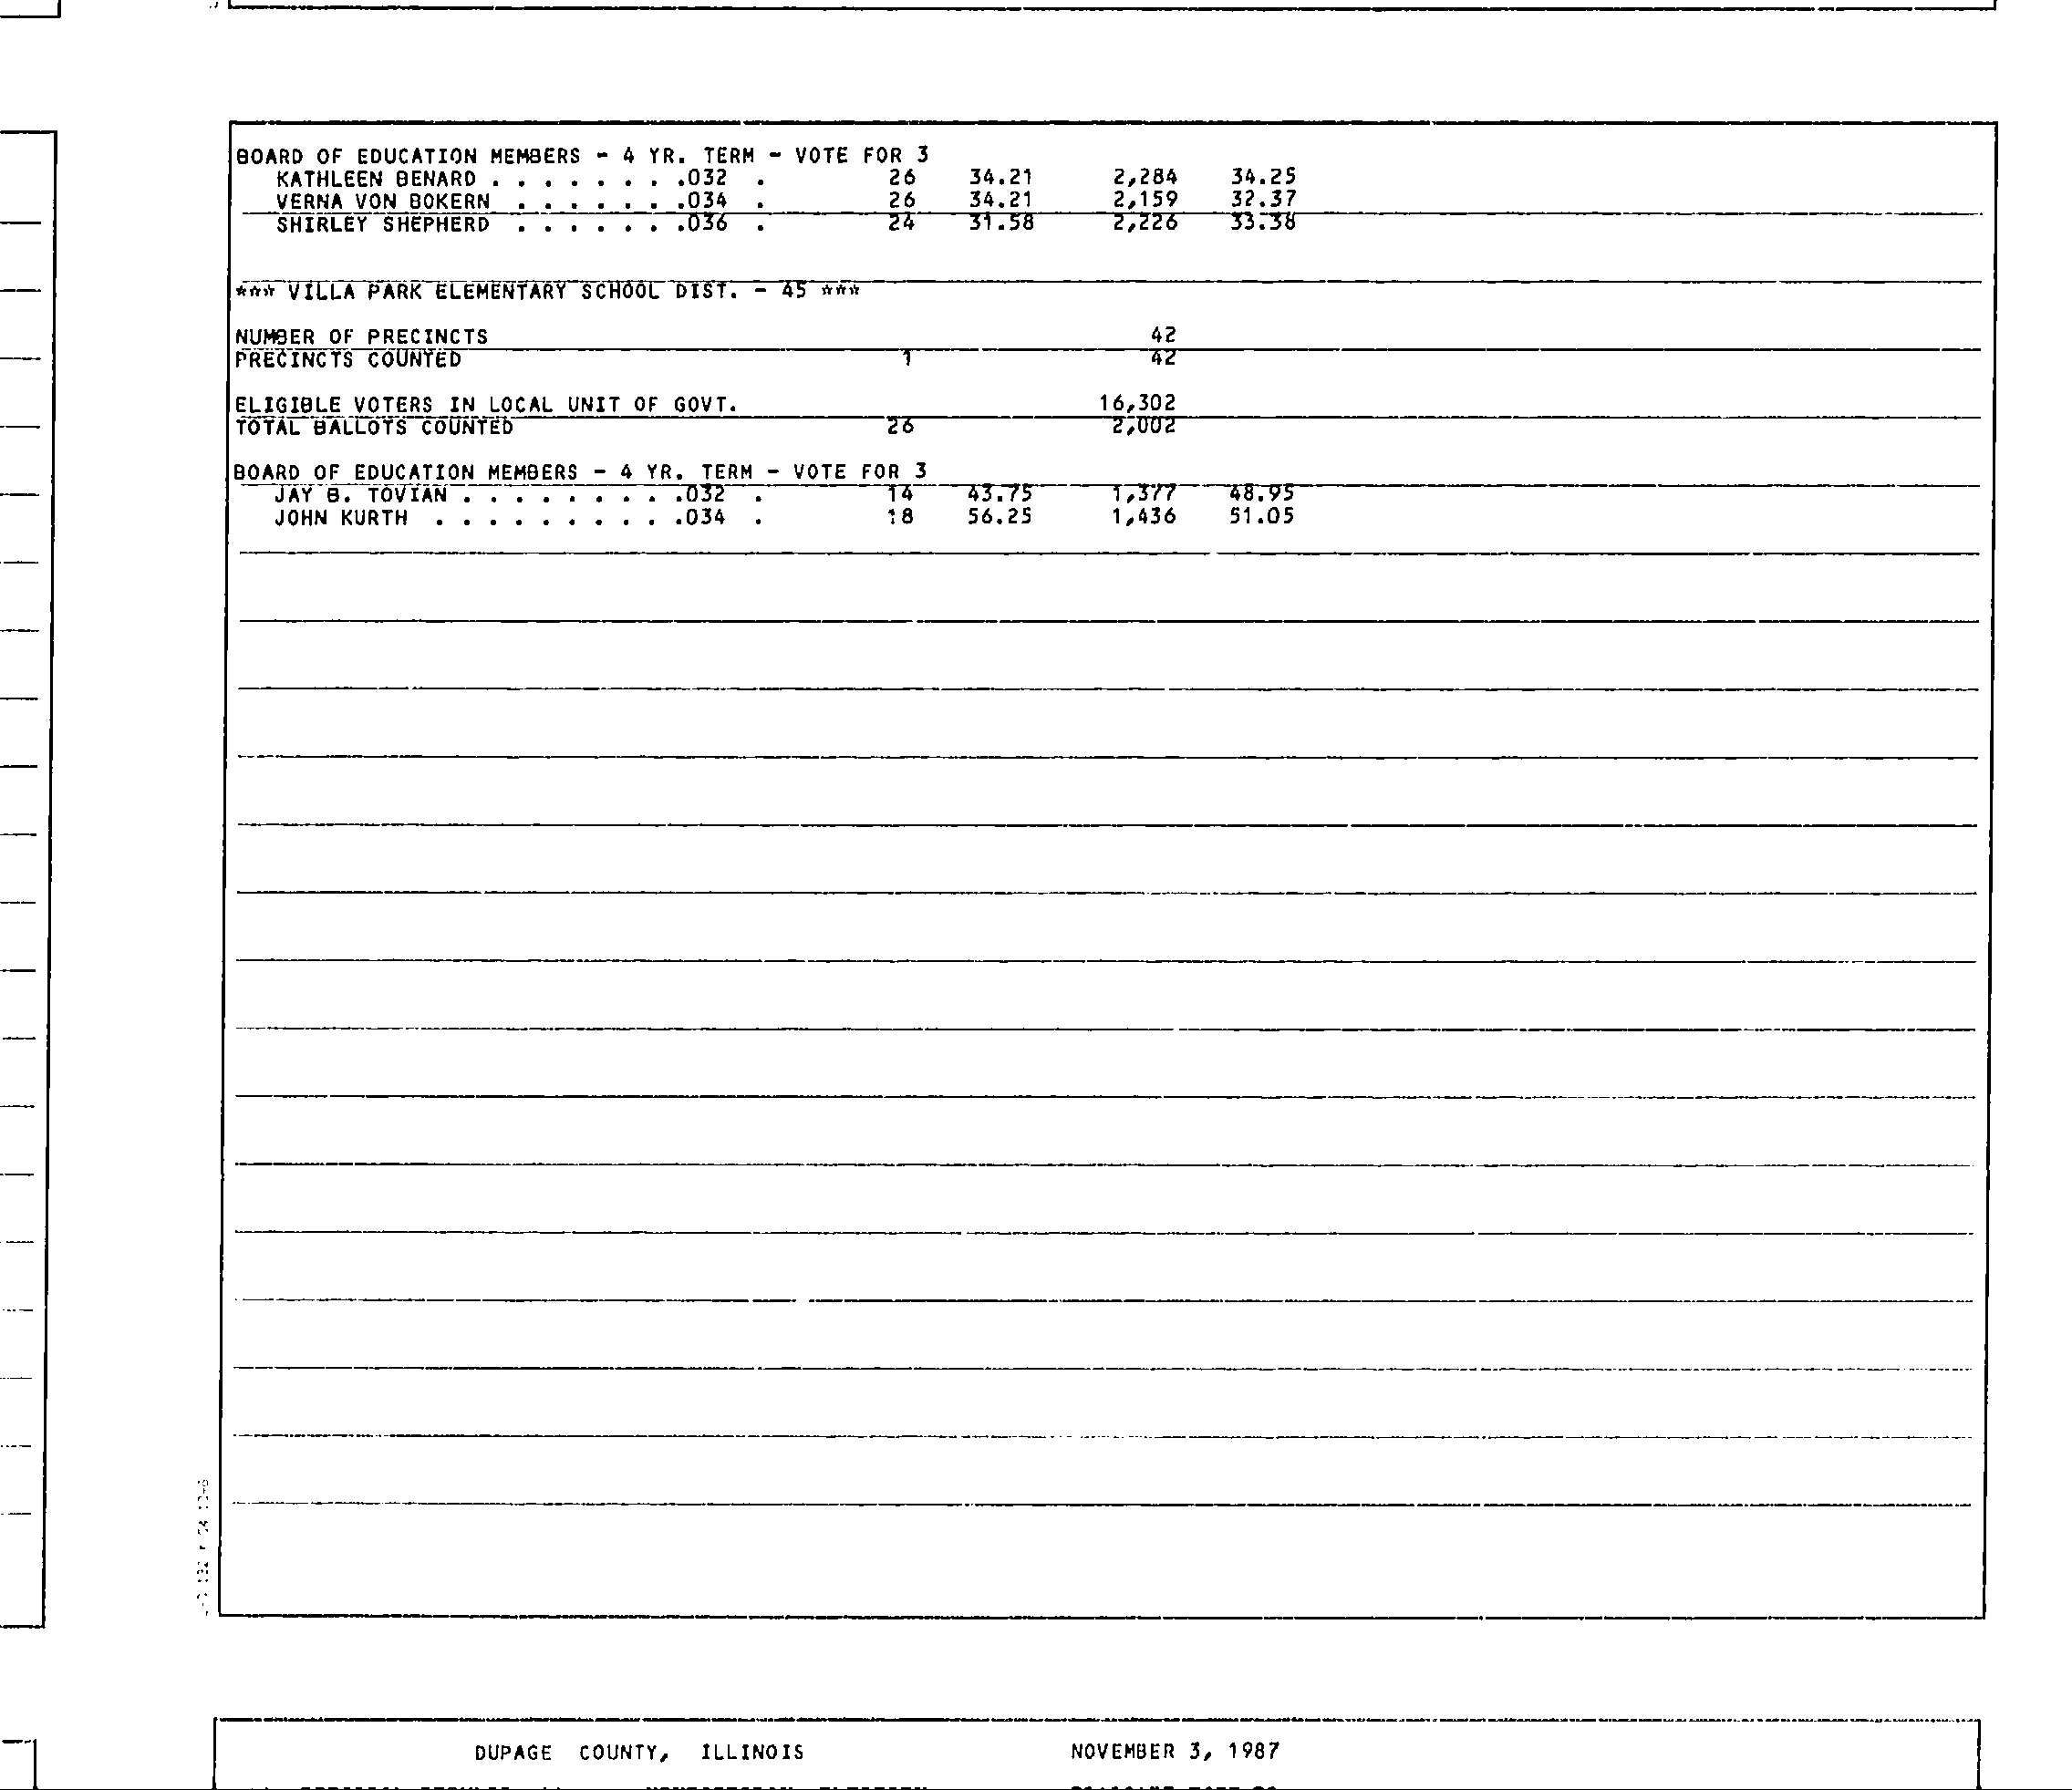 BOARD OF EDUCATION MEMBERS - 4 YR. TERM - VOTE FOR 3
KATHLEEN BENARD . . . . . . . .032 . 26 34.21 2,284 34.25
VERNA VON BOKERN . . . . . . .034 . 26 34.21 2,159 32.37
SHIRLEY SHEPHERD . . . . . . .036 . 24 31.58 2,226 33.38
*** VILLA PARK ELEMENTARY SCHOOL DIST. - 45 ***
NUMBER OF PRECINCTS 42
PRECINCTS COUNTED 1 42
ELIGIBLE VOTERS IN LOCAL UNIT OF GOVT. 16,302
TOTAL BALLOTS COUNTED 26 2,002
BOARD OF EDUCATION MEMBERS - 4 YR. TERM - VOTE FOR 3
JAY B. TOVIAN . . . . . . . . .032 . 14 43.75 1,377 48.95
JOHN KURTH . . . . . . . . . .034 . 18 56.25 1,436 51.05
DUPAGE COUNTY, ILLINOIS NOVEMBER 3, 1987